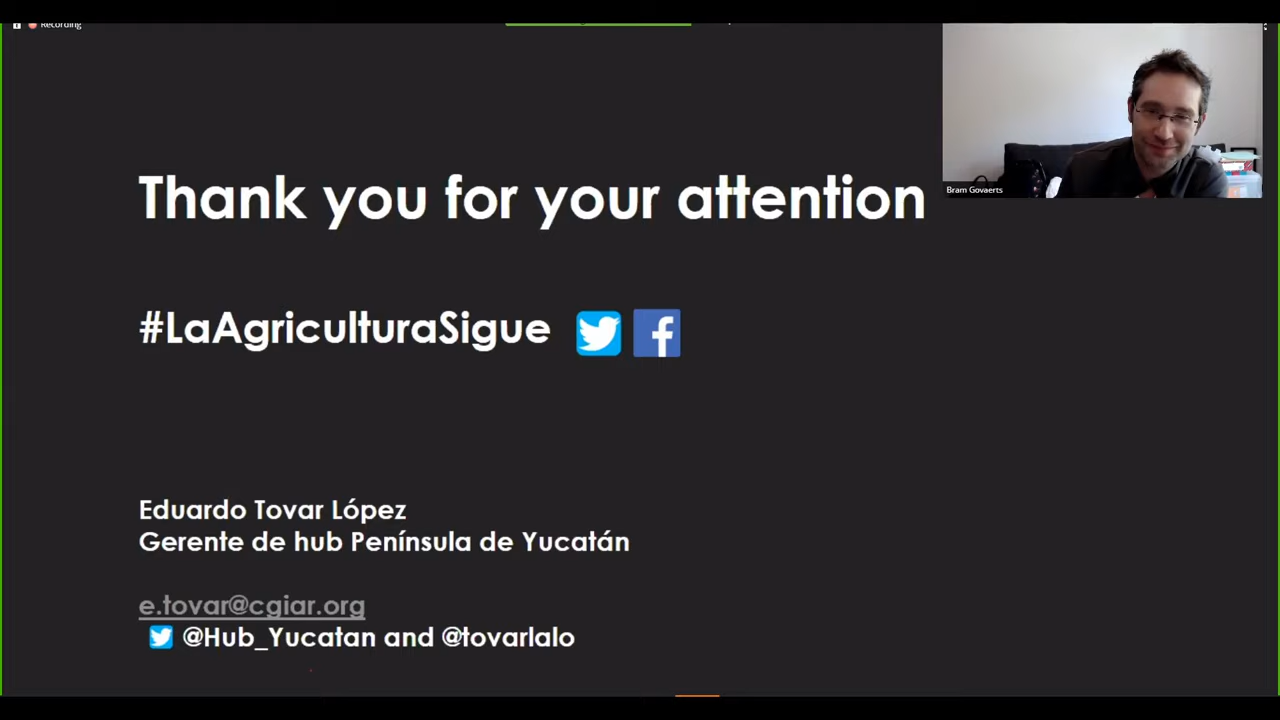 Recording
Bram Govaerts
Thank you for your attention
#LaAgriculturaSigue
Eduardo Tovar López
Gerente de hub Península de Yucatán
e.tovar@cgiar.org
@Hub_Yucatan and @tovarlalo